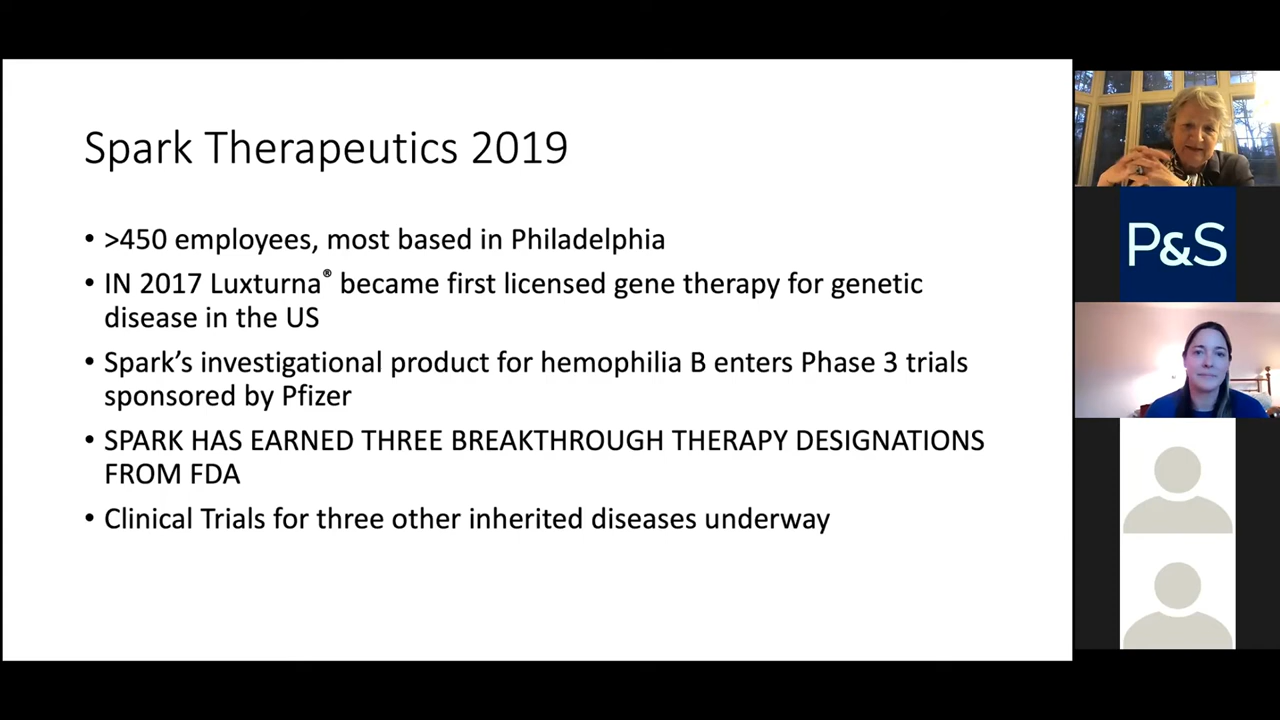 Spark Therapeutics 2019
• >450 employees, most based in Philadelphia
• IN 2017 Luxturna® became first licensed gene therapy for genetic
disease in the US
• Spark’s investigational product for hemophilia B enters Phase 3 trials
sponsored by Pfizer
• SPARK HAS EARNED THREE BREAKTHROUGH THERAPY DESIGNATIONS
FROM FDA
• Clinical Trials for three other inherited diseases underway
P&S